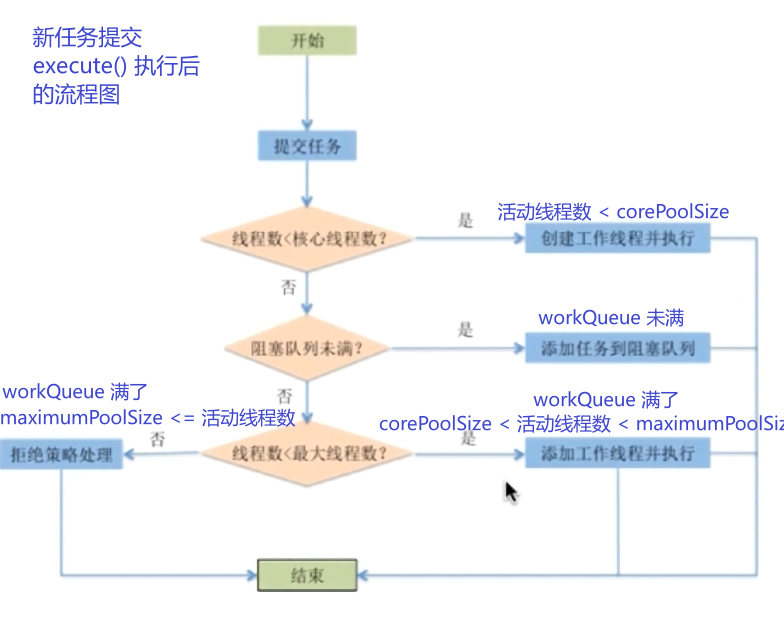 新任务提交
execute() 执行后
的流程图
开始
提交任务
线程数<核心线程数?
是
活动线程数 < corePoolSize
创建工作线程并执行
否
阻塞队列未满?
是
workQueue 未满
添加任务到阻塞队列
否
workQueue 满了
maximumPoolSize <= 活动线程数
workQueue 满了
corePoolSize < 活动线程数 < maximumPoolSiz
线程数<最大线程数?
否
拒绝策略处理
是
添加工作线程并执行
结束